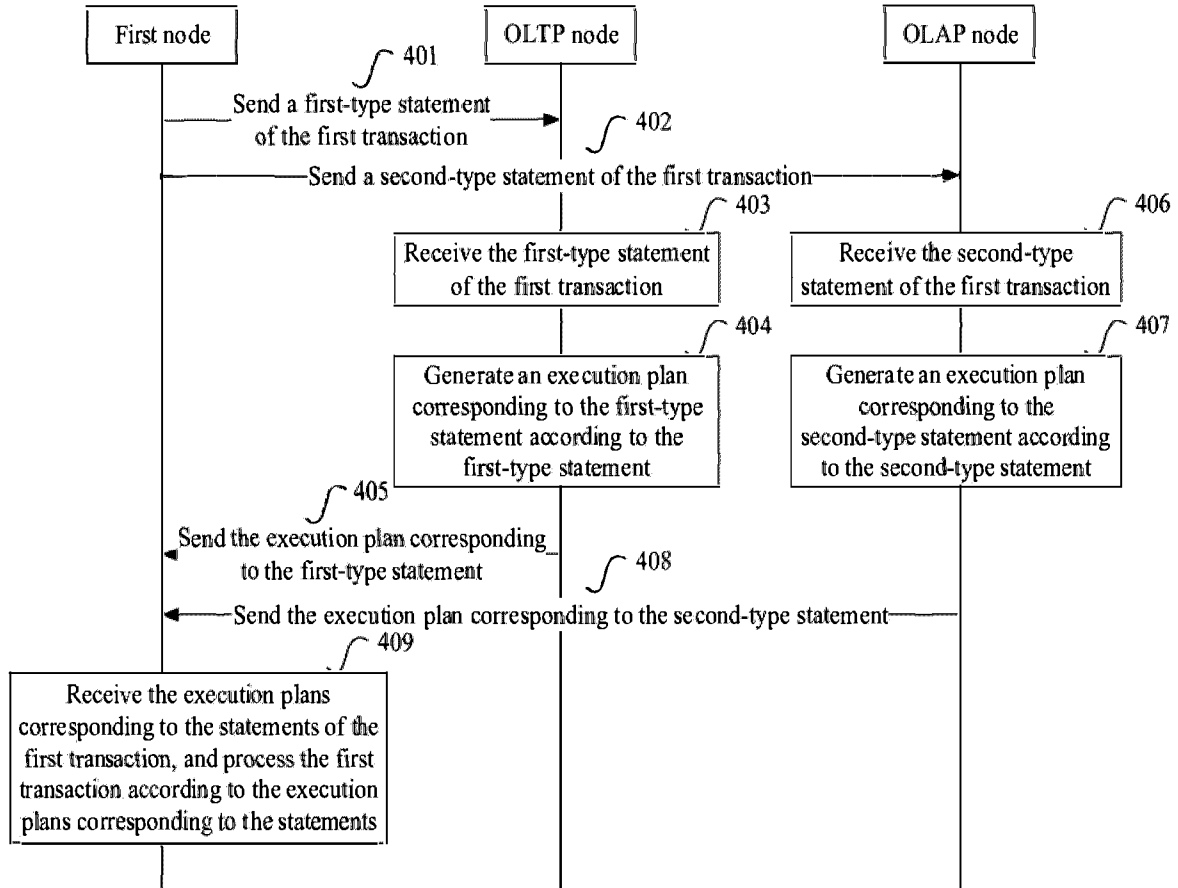 First node
OLTP node
OLAP node
401
Send a first-type statement
of the first transaction
402
Send a second-type statement of the first transaction
403
Receive the first-type statement
of the first transaction
406
Receive the second-type
statement of the first transaction
404
Generate an execution plan
corresponding to the first-type
statement according to the
first-type statement
407
Generate an execution plan
corresponding to the
second-type statement according
to the second-type statement
405
Send the execution plan corresponding
to the first-type statement
408
Send the execution plan corresponding to the second-type statement
409
Receive the execution plans
corresponding to the statements of the
first transaction, and process the first
transaction according to the execution
plans corresponding to the statements